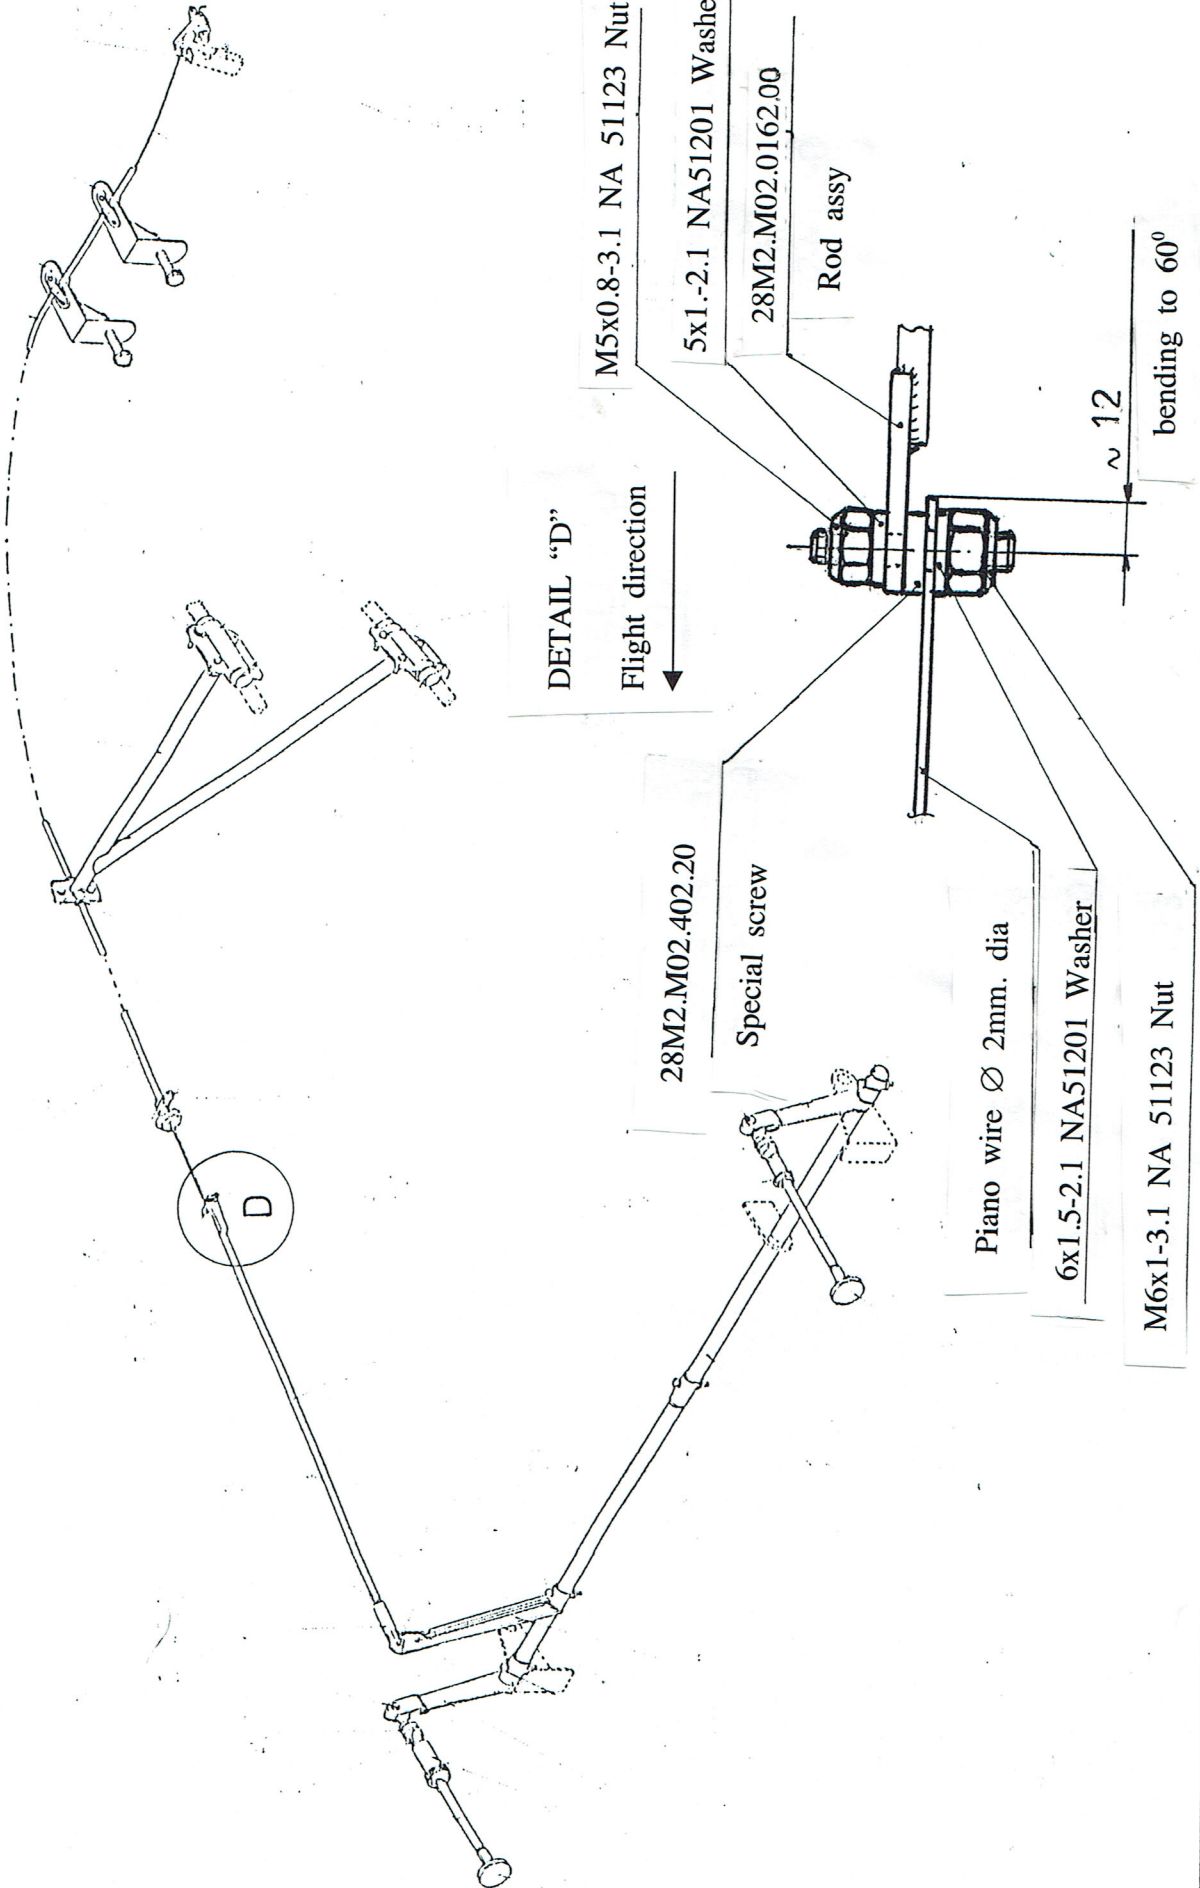 D
DETAIL “D”
Flight direction
M5x0.8-3.1 NA 51123 Nut
5x1.-2.1 NA51201 Washe
28M2.M02.0162.00
Rod assy
28M2.M02.402.20
Special screw
~ 12
bending to 60⁰
Piano wire Ø 2mm. dia
6x1.5-2.1 NA51201 Washer
M6x1-3.1 NA 51123 Nut